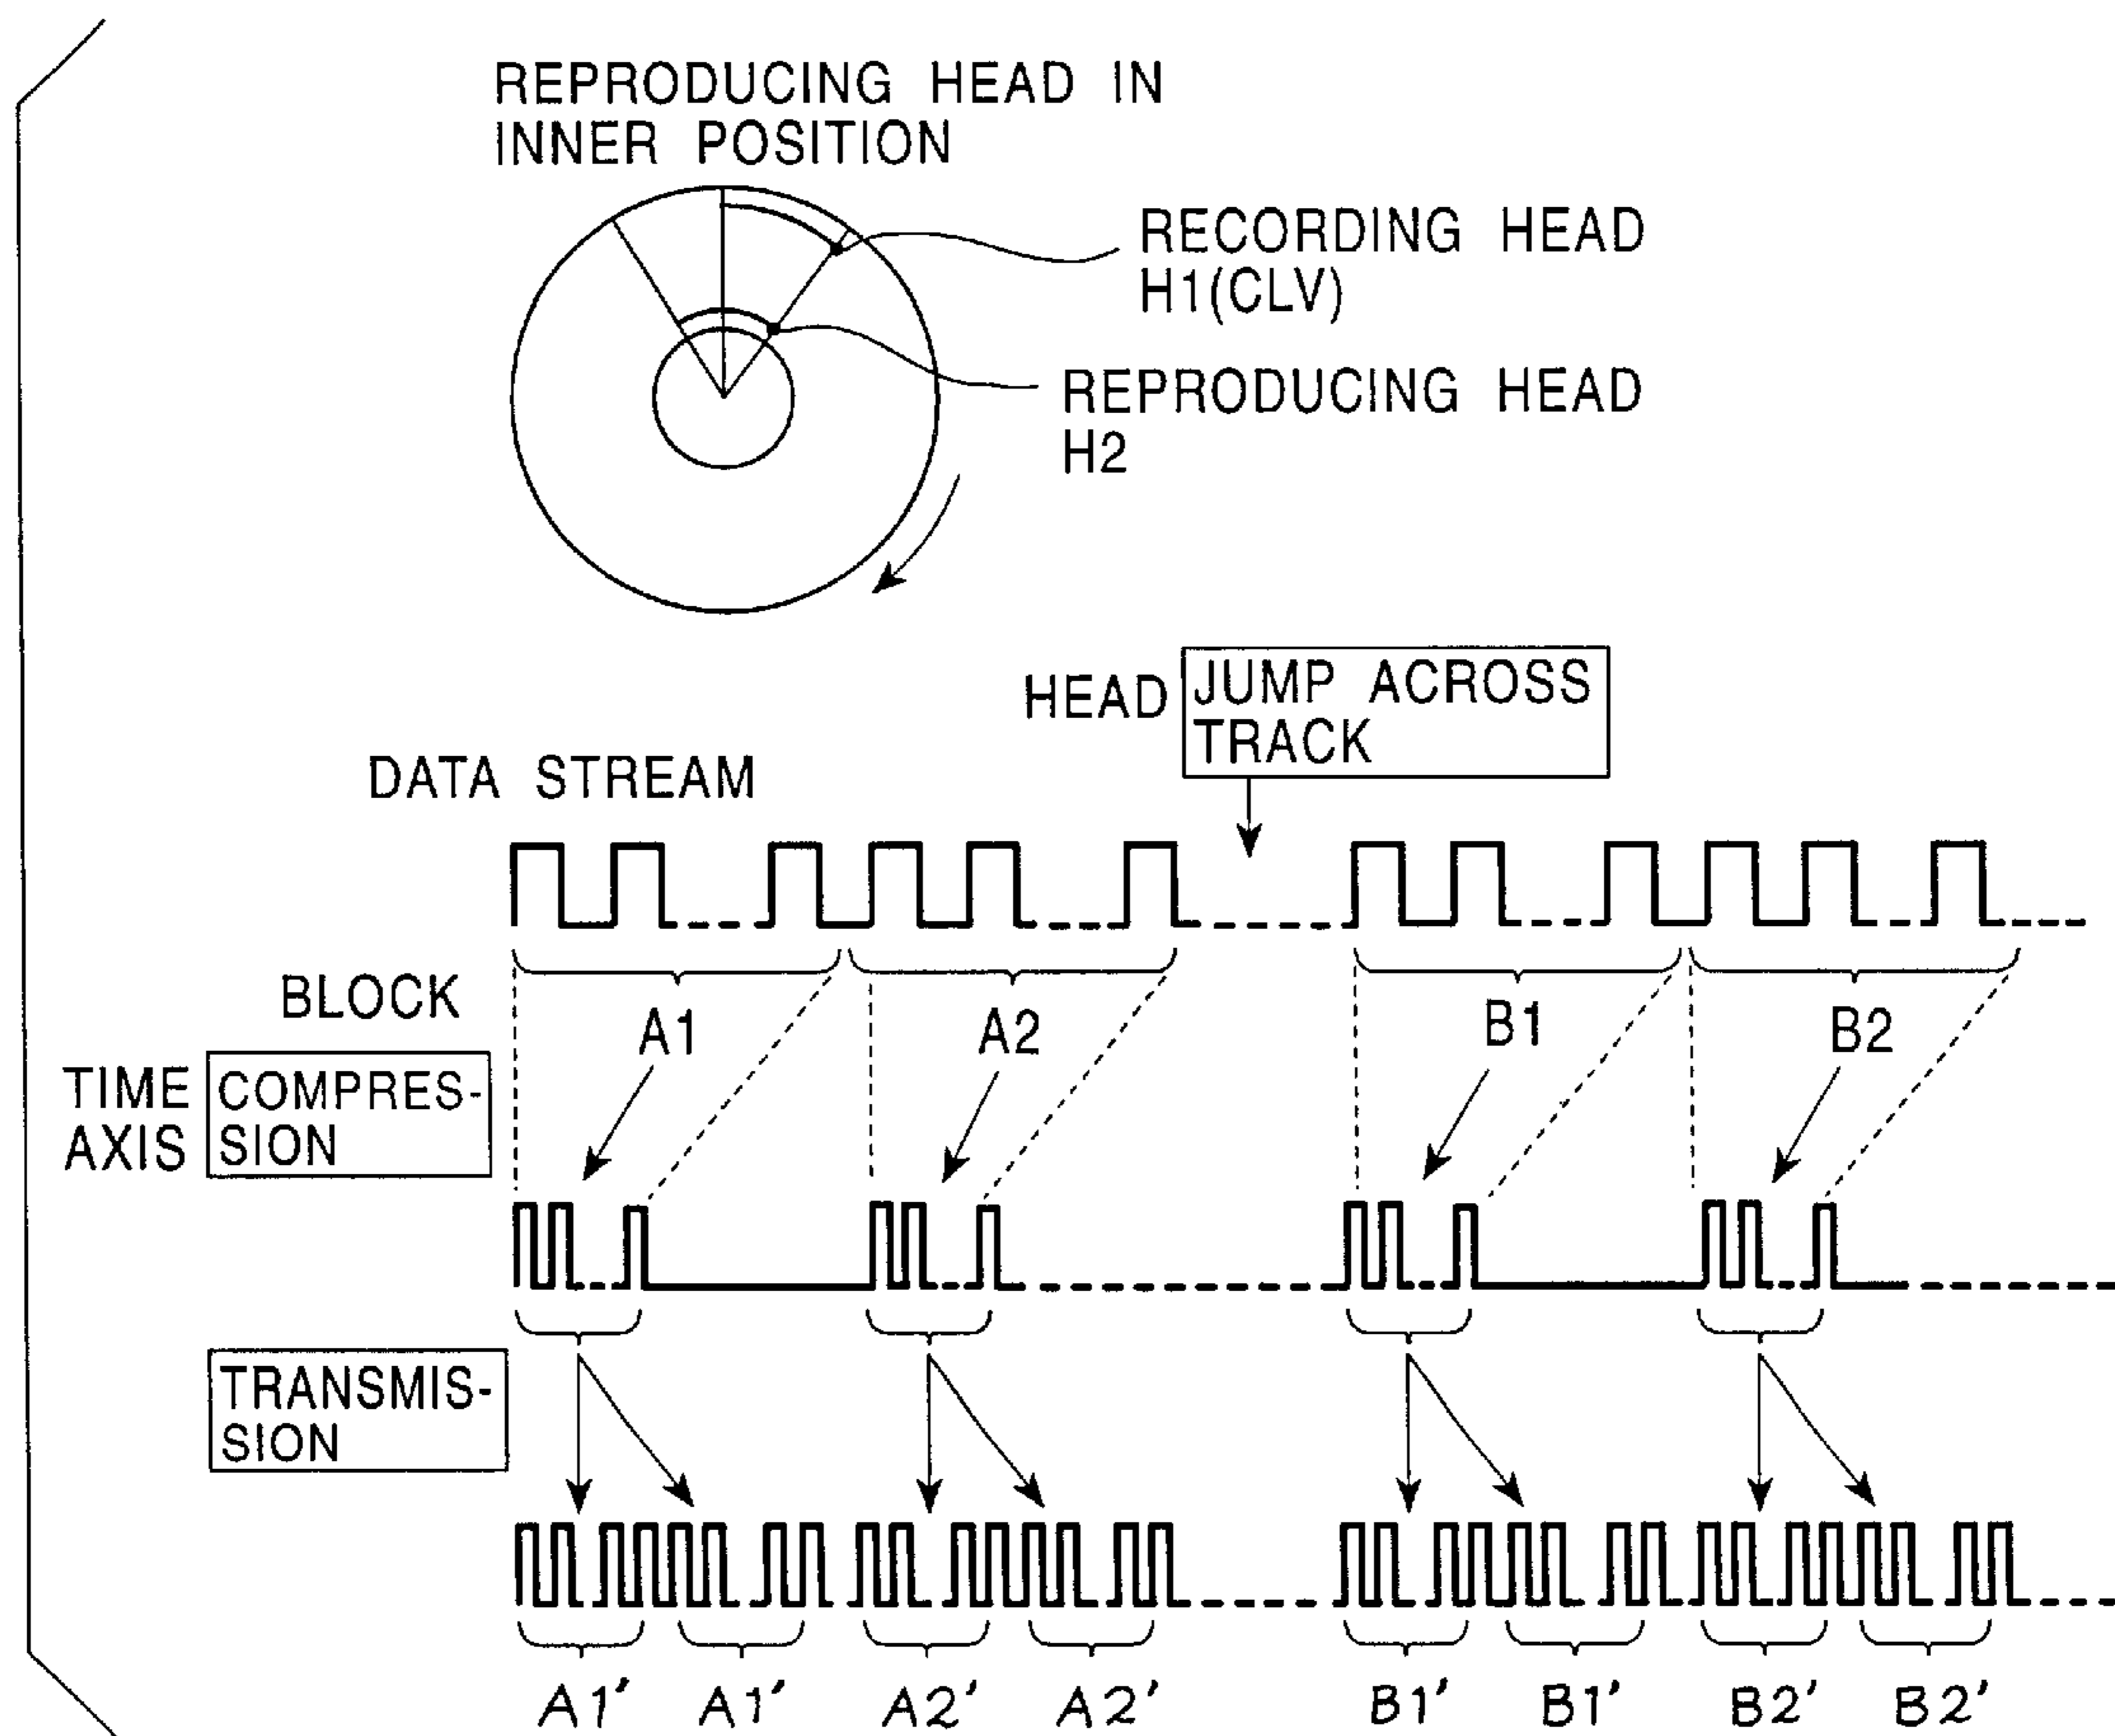 REPRODUCING HEAD IN
INNER POSITION
RECORDING HEAD
H1(CLV)
REPRODUCING HEAD
H2
HEAD JUMP ACROSS
TRACK
DATA STREAM
BLOCK
A1
A2
B1
B2
TIME COMPRES-
AXIS SION
TRANSMIS-
SION
A1' A1' A2' A2' B1' B1' B2' B2'